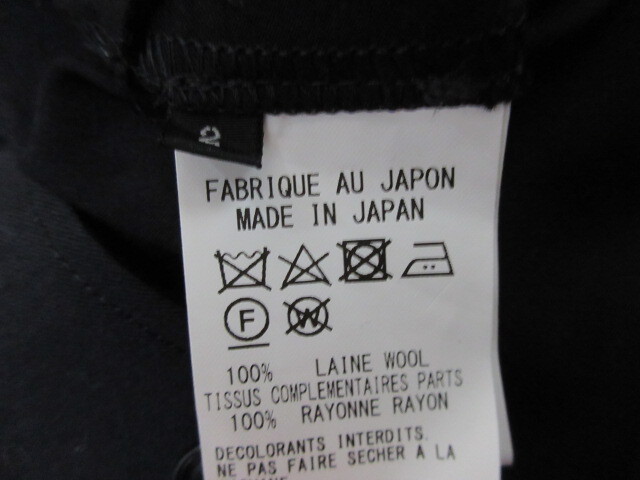 2
FABRIQUE AU JAPON
MADE IN JAPAN
F W
100% LAINE WOOL
TISSUS COMPLEMENTAIRES PARTS
100% RAYONNE RAYON
DECOLORANTS INTERDITS.
NE PAS FAIRE SECHER A LA